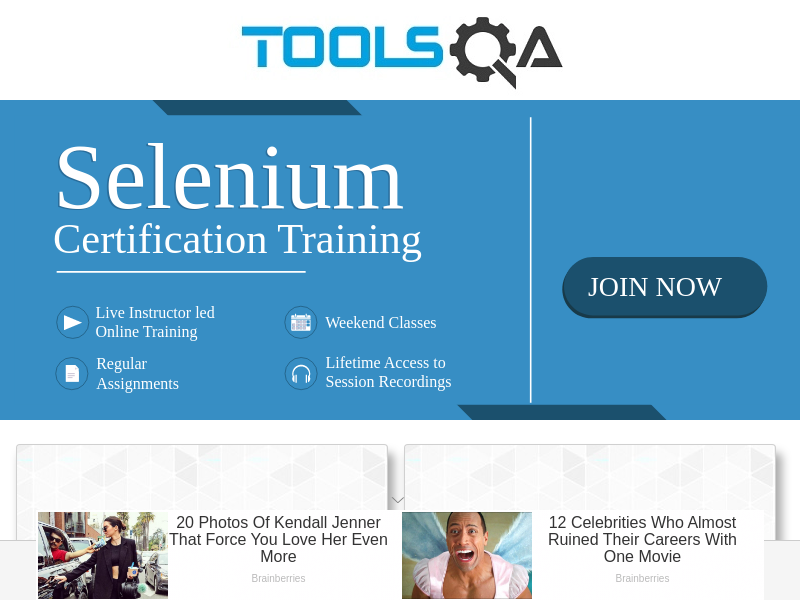 TOOLSQA
Selenium
Certification Training
JOIN NOW
Live Instructor led
Online Training
Weekend Classes
Regular
Assignments
Lifetime Access to
Session Recordings
20 Photos Of Kendall Jenner
That Force You Love Her Even
More
Brainberries
12 Celebrities Who Almost
Ruined Their Careers With
One Movie
Brainberries